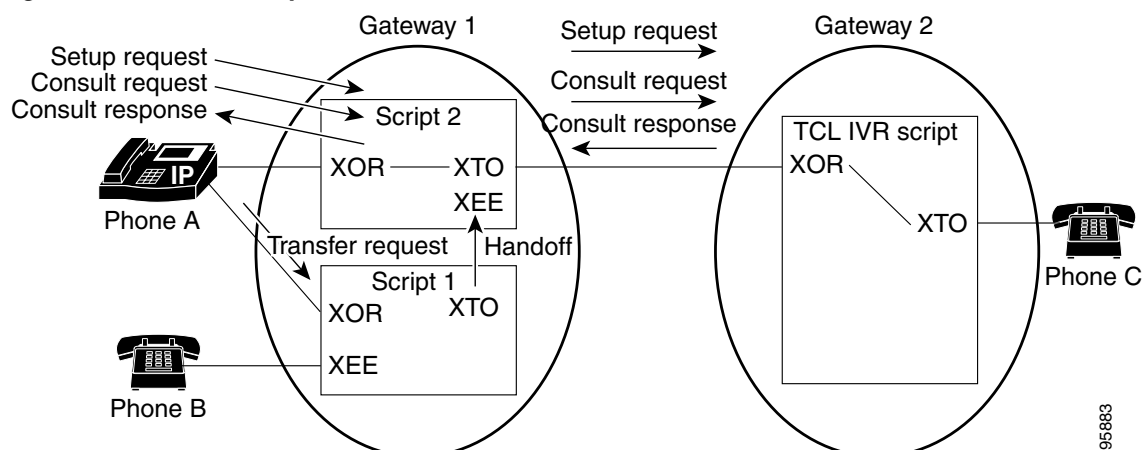 Gateway 1
Setup request
Gateway 2
Setup request
Consult request
Consult response
Consult request
Consult response
Script 2
TCL IVR script
IP
XOR
XTO
XOR
XEE
Phone A
XTO
Transfer request
Handoff
Script 1
Phone C
XOR
XTO
XEE
Phone B
95883